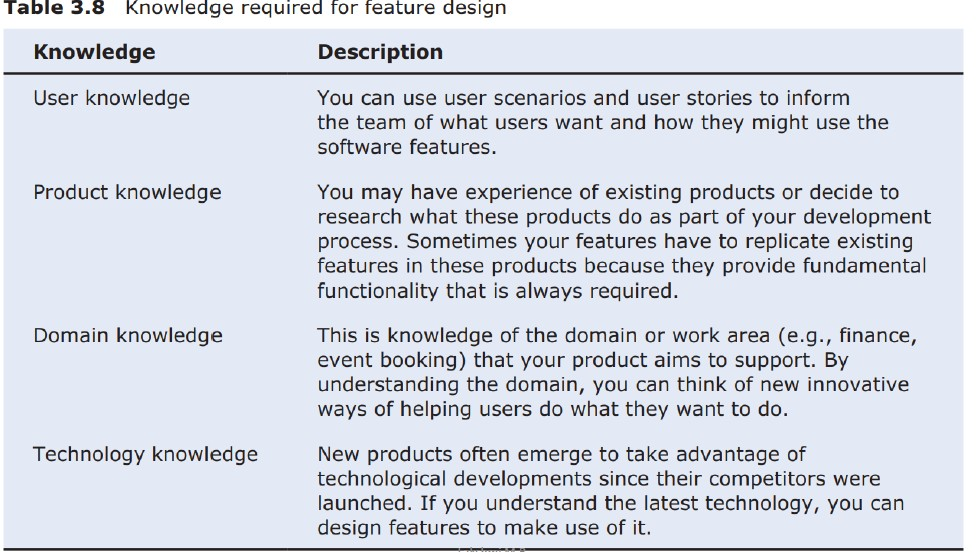 Table 3.8 Knowledge required for feature design
Knowledge Description
User knowledge You can use user scenarios and user stories to inform
the team of what users want and how they might use the
software features.
Product knowledge You may have experience of existing products or decide to
research what these products do as part of your development
process. Sometimes your features have to replicate existing
features in these products because they provide fundamental
functionality that is always required.
Domain knowledge This is knowledge of the domain or work area (e.g., finance,
event booking) that your product aims to support. By
understanding the domain, you can think of new innovative
ways of helping users do what they want to do.
Technology knowledge New products often emerge to take advantage of
technological developments since their competitors were
launched. If you understand the latest technology, you can
design features to make use of it.